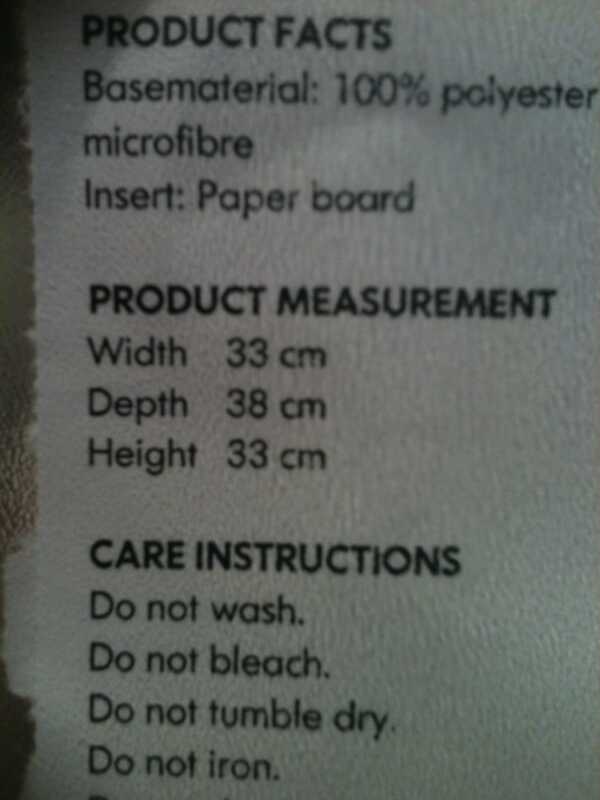 PRODUCT FACTS
Basematerial: 100% polyester
microfibre
Insert: Paper board
PRODUCT MEASUREMENT
Width 33 cm
Depth 38 cm
Height 33 cm
CARE INSTRUCTIONS
Do not wash.
Do not bleach.
Do not tumble dry.
Do not iron.